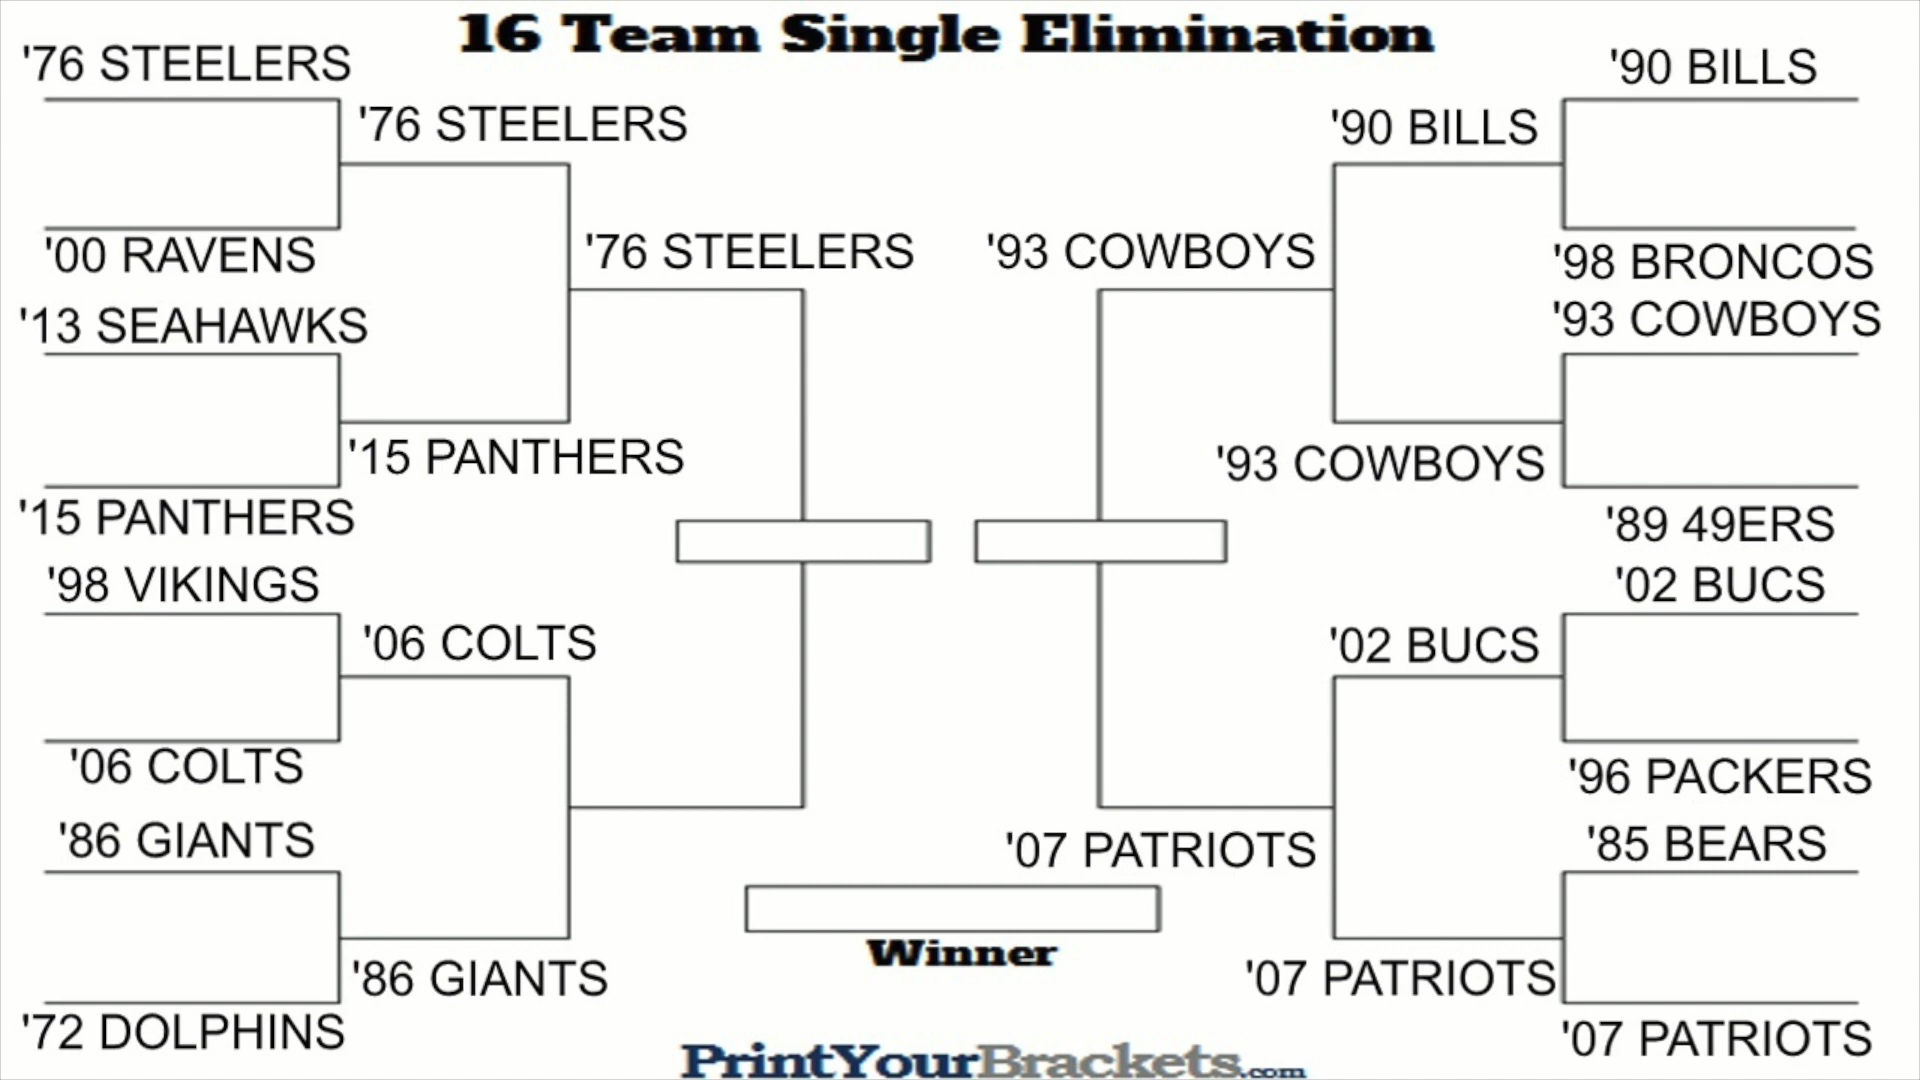 16 Team Single Elimination
'76 STEELERS
'00 RAVENS
'13 SEAHAWKS
'15 PANTHERS
'98 VIKINGS
'06 COLTS
'86 GIANTS
'72 DOLPHINS
'76 STEELERS
'15 PANTHERS
'06 COLTS
'86 GIANTS
'76 STEELERS
'93 COWBOYS
'07 PATRIOTS
'90 BILLS
'93 COWBOYS
'02 BUCS
'07 PATRIOTS
'90 BILLS
'98 BRONCOS
'93 COWBOYS
'89 49ERS
'02 BUCS
'96 PACKERS
'85 BEARS
'07 PATRIOTS
Winner
PrintYourBrackets.com